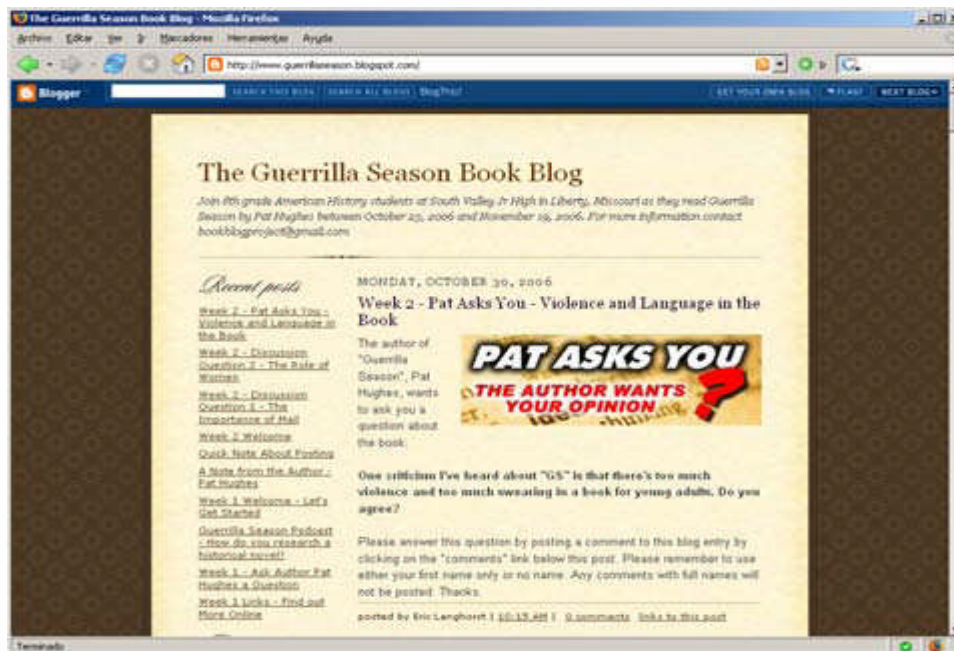 The Guerrilla Season Book Blog - Mozilla Firefox
Archivo Editar Ver Ir Marcadores Herramientas Ayuda
http://www.guerrillaseason.blogspot.com/
Blogger SEARCH THIS BLOG SEARCH ALL BLOGS BlogThis! GET YOUR OWN BLOG FLAG? NEXT BLOG»
The Guerrilla Season Book Blog
Join 8th grade American History students at South Valley Jr High in Liberty, Missouri as they read Guerrilla
Season by Pat Hughes between October 23, 2006 and November 19, 2006. For more information contact
bookblogproject@gmail.com
Recent posts
Week 2 - Pat Asks You -
Violence and Language in
the Book
Week 2 - Discussion
Question 2 - The Role of
Women
Week 2 - Discussion
Question 1 - The
Importance of Mail
Week 2 Welcome
Quick Note About Posting
A Note from the Author -
Pat Hughes
Week 1 Welcome - Let's
Get Started
Guerrilla Season Podcast
- How do you research a
historical novel?
Week 1 - Ask Author Pat
Hughes a Question
Week 1 Links - Find out
More Online
MONDAY, OCTOBER 30, 2006
Week 2 - Pat Asks You - Violence and Language in the
Book
The author of
"Guerrilla
Season", Pat
Hughes, wants
to ask you a
question about
the book.
PAT ASKS YOU
THE AUTHOR WANTS
YOUR OPINION
?
One criticism I've heard about "GS" is that there's too much
violence and too much swearing in a book for young adults. Do you
agree?
Please answer this question by posting a comment to this blog entry by
clicking on the "comments" link below this post. Please remember to use
either your first name only or no name. Any comments with full names will
not be posted. Thanks.
posted by Eric Langhorst | 10:15 AM | 0 comments links to this post
Terminado